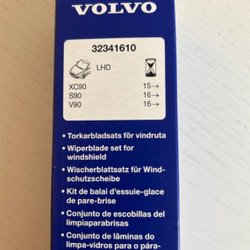 VOLVO
32341610
LHD
XC90 15→
S90 16→
V90 16→
• Torkarbladsats för vindruta
• Wiperblade set for
windshield
• Wischerblattsatz für Wind-
schutzscheibe
• Kit de balai d'essuie-glace
de pare-brise
• Conjunto de escobillas del
limpiaparabrisas
• Conjunto de lâminas do
limpa-vidros para o pára-